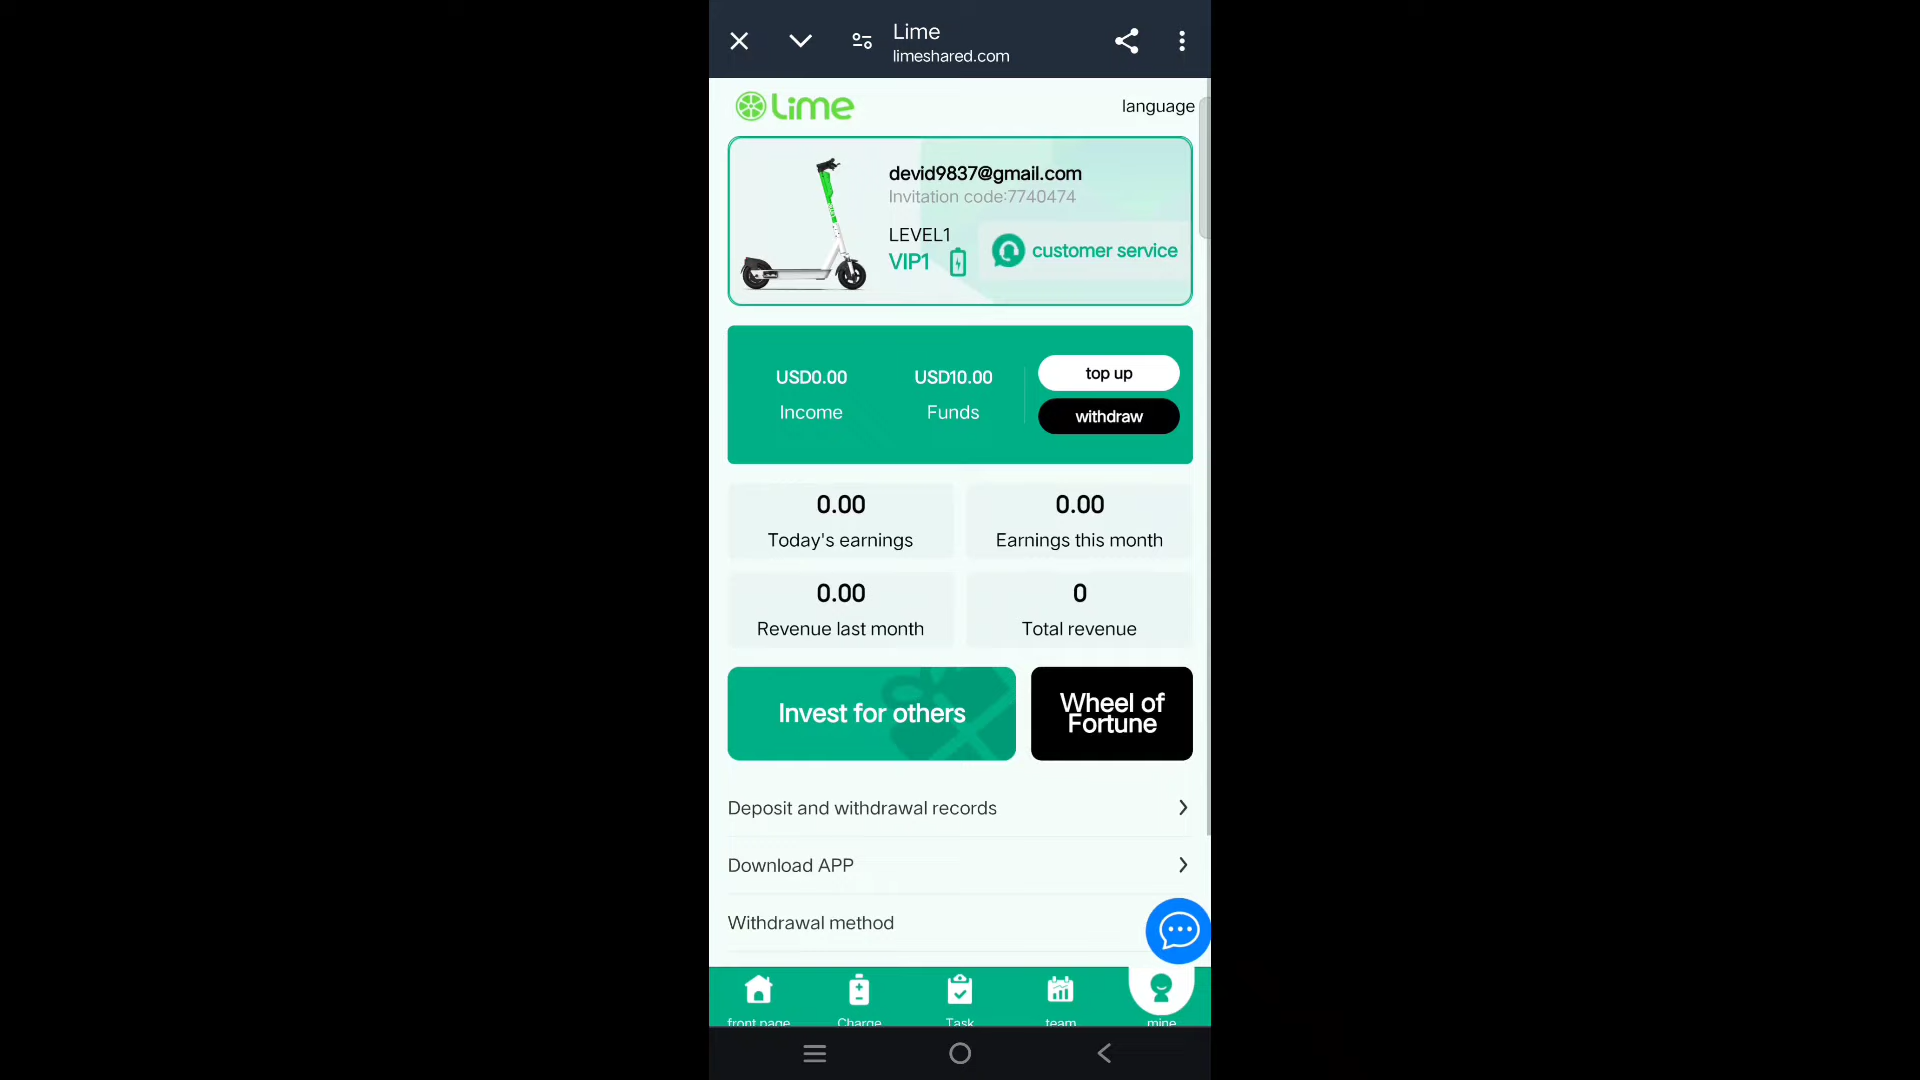 Lime
limeshared.com
Lime
language
devid9837@gmail.com
Invitation code:7740474
LEVEL1
VIP1
customer service
USD0.00
USD10.00
top up
Income
Funds
withdraw
0.00
0.00
Today's earnings
Earnings this month
0.00
0
Revenue last month
Total revenue
Invest for others
Wheel of
Fortune
Deposit and withdrawal records
Download APP
Withdrawal method
front page
Charge
Task
team
mine